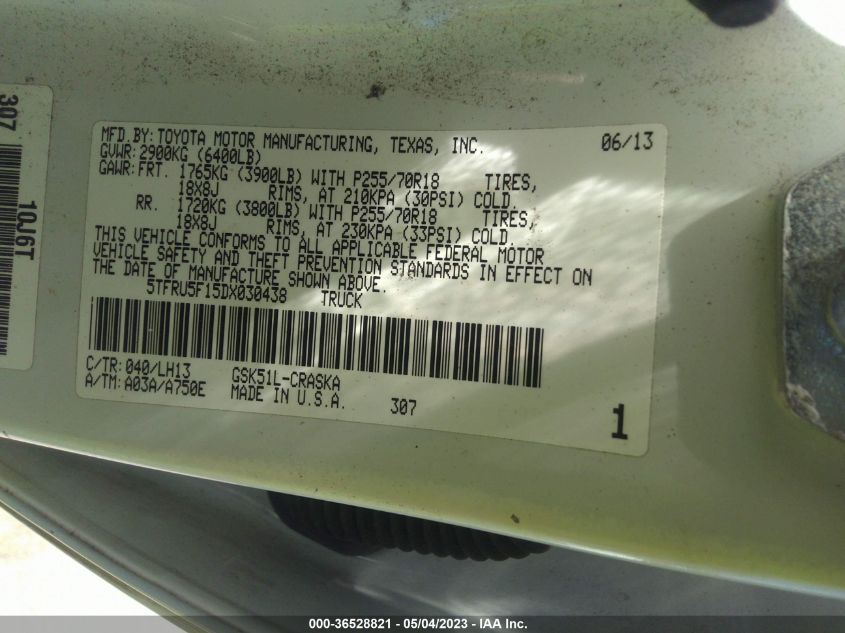 MFD.BY:TOYOTA MOTOR MANUFACTURING, TEXAS, INC. 06/13
GVWR:2900KG (6400LB)
GAWR:FRT. 1765KG (3900LB) WITH P255/70R18 TIRES,
18X8J RIMS, AT 210KPA (30PSI) COLD.
RR. 1720KG (3800LB) WITH P255/70R18 TIRES,
18X8J RIMS, AT 230KPA (33PSI) COLD.
THIS VEHICLE CONFORMS TO ALL APPLICABLE FEDERAL MOTOR
VEHICLE SAFETY AND THEFT PREVENTION STANDARDS IN EFFECT ON
THE DATE OF MANUFACTURE SHOWN ABOVE.
5TFRU5F15DX030438 TRUCK
C/TR:040/LH13 GSK51L-CRASKA
A/TM:A03A/A750E MADE IN U.S.A. 307
1
307
10J6T
000-36528821 - 05/04/2023 - IAA Inc.